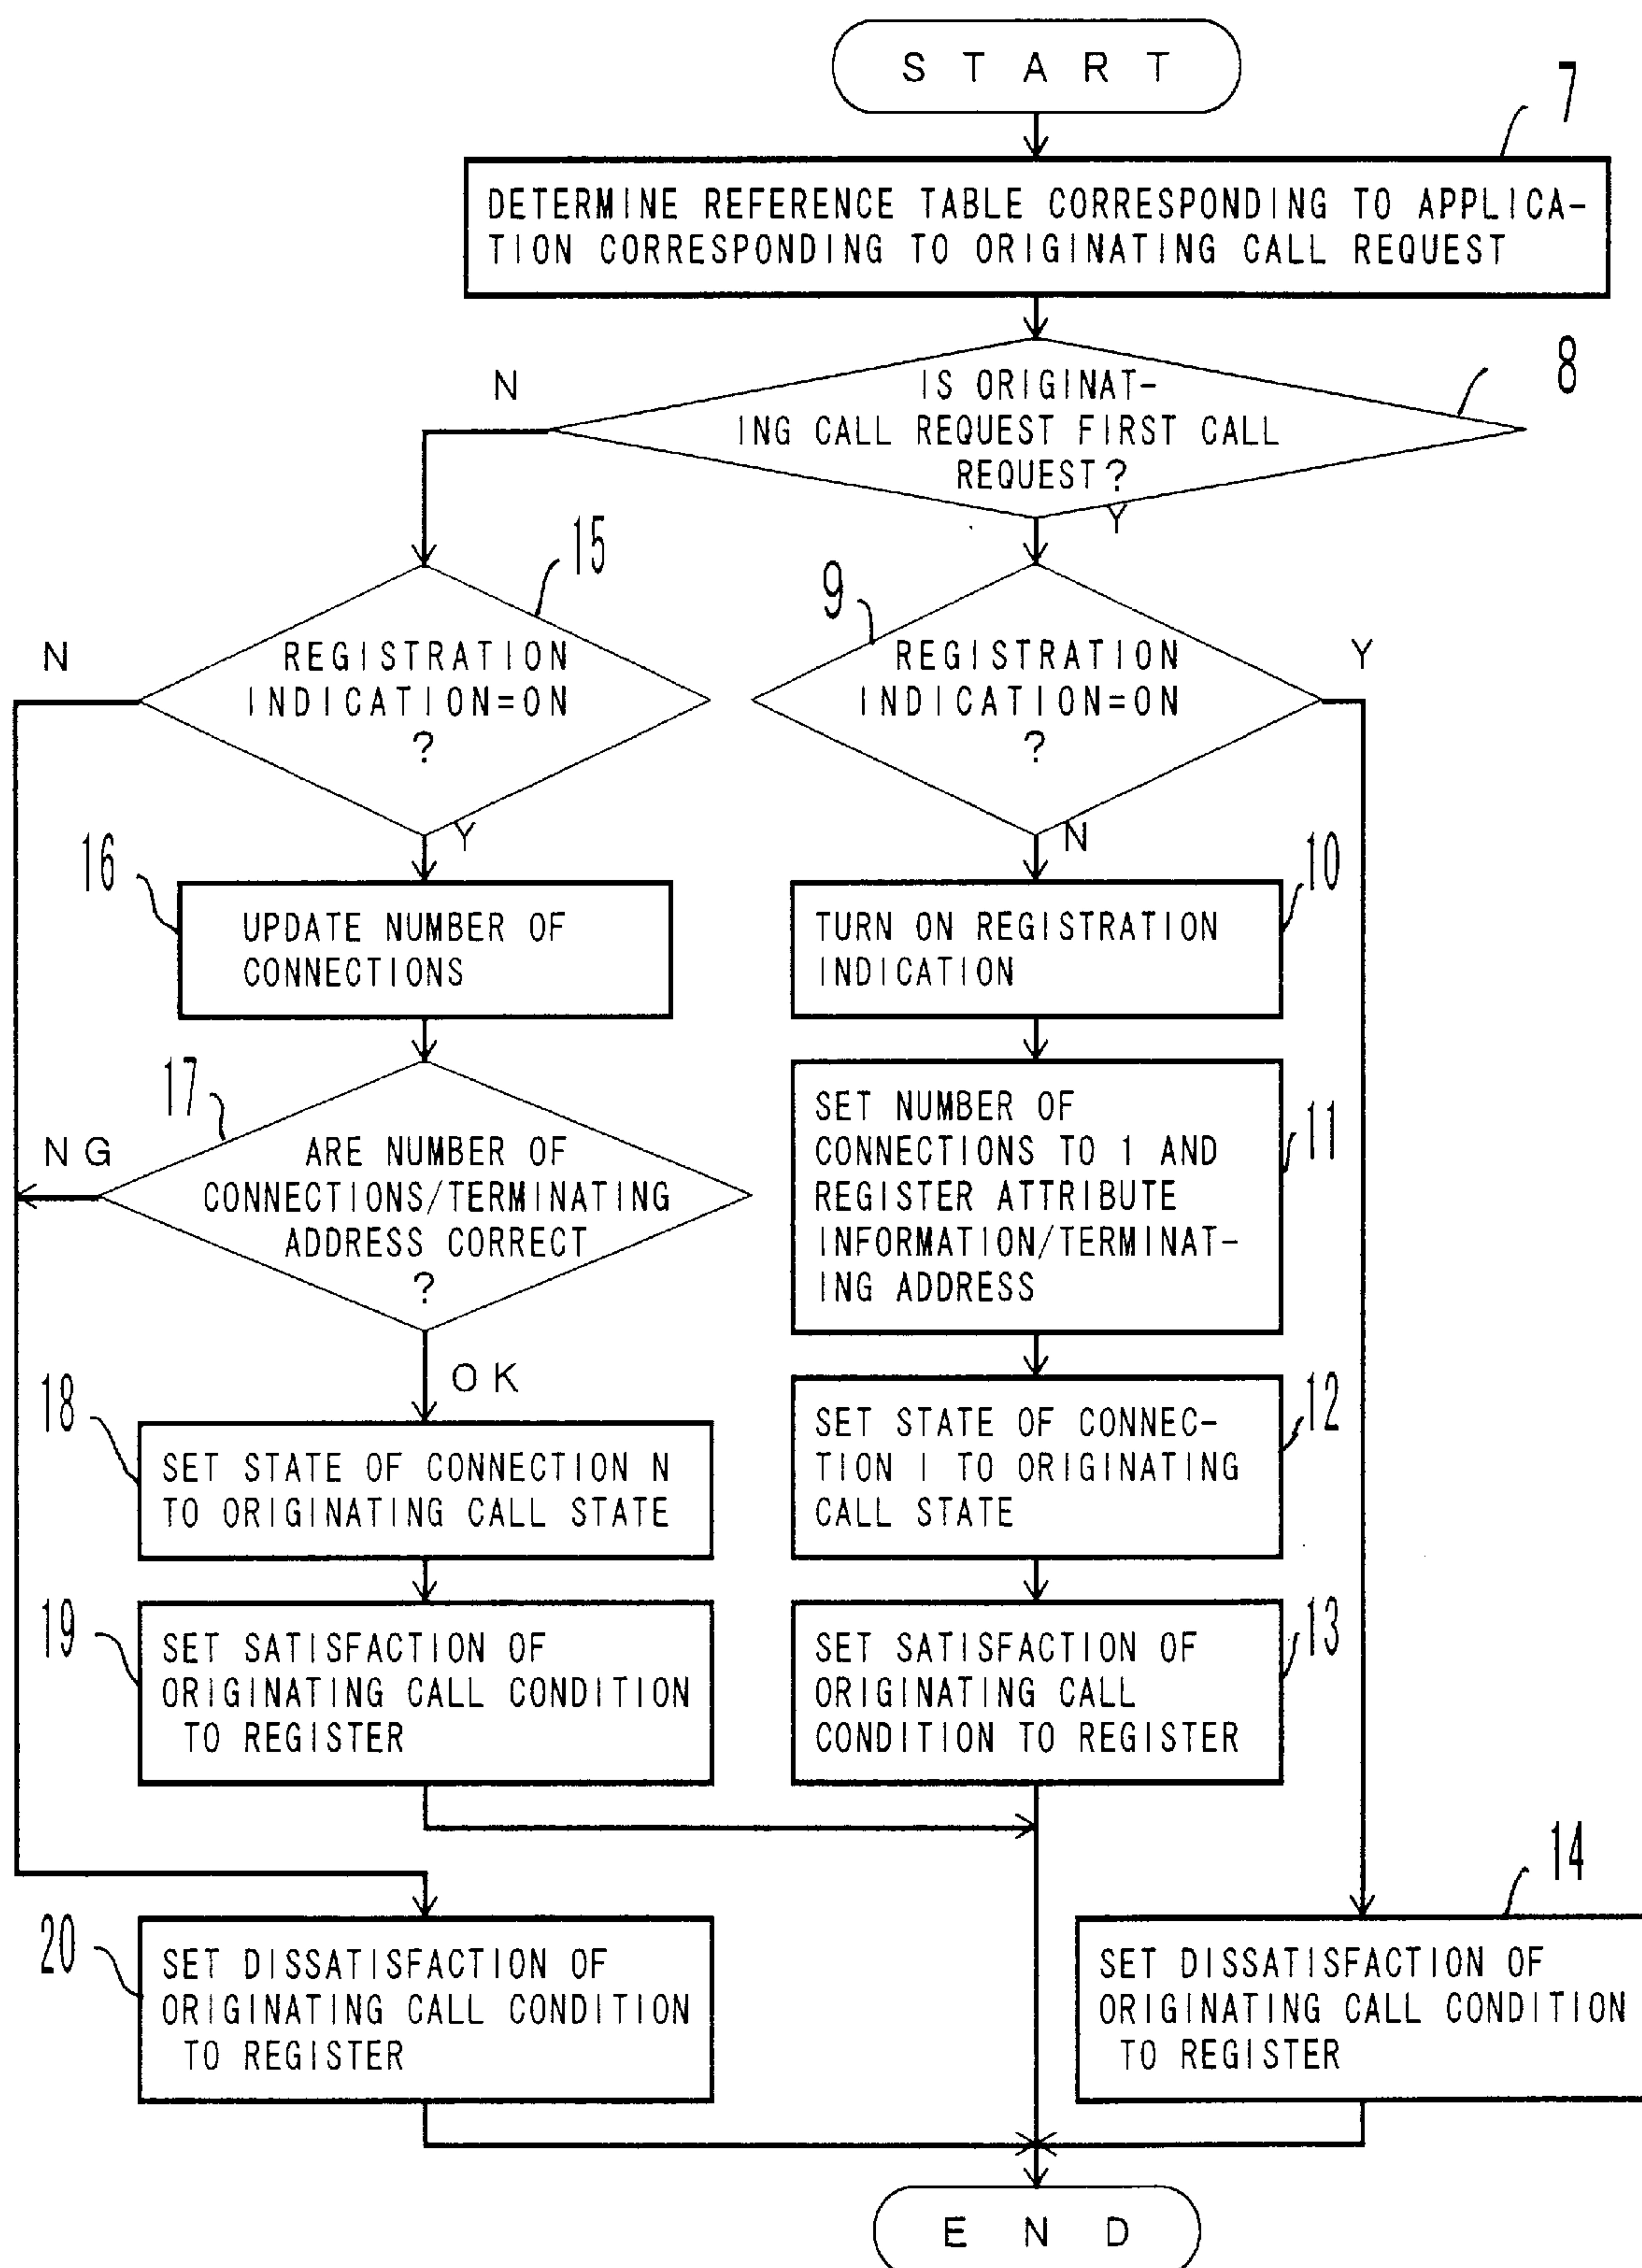 START
7
DETERMINE REFERENCE TABLE CORRESPONDING TO APPLICA-
TION CORRESPONDING TO ORIGINATING CALL REQUEST
8
N
IS ORIGINAT-
ING CALL REQUEST FIRST CALL
REQUEST?
Y
15
N
REGISTRATION
INDICATION=ON
?
Y
9
REGISTRATION
INDICATION=ON
?
Y
N
16
UPDATE NUMBER OF
CONNECTIONS
10
TURN ON REGISTRATION
INDICATION
17
NG
ARE NUMBER OF
CONNECTIONS/TERMINATING
ADDRESS CORRECT
?
OK
11
SET NUMBER OF
CONNECTIONS TO 1 AND
REGISTER ATTRIBUTE
INFORMATION/TERMINAT-
ING ADDRESS
18
SET STATE OF CONNECTION N
TO ORIGINATING CALL STATE
12
SET STATE OF CONNEC-
TION I TO ORIGINATING
CALL STATE
19
SET SATISFACTION OF
ORIGINATING CALL CONDITION
TO REGISTER
13
SET SATISFACTION OF
ORIGINATING CALL
CONDITION TO REGISTER
20
SET DISSATISFACTION OF
ORIGINATING CALL CONDITION
TO REGISTER
14
SET DISSATISFACTION OF
ORIGINATING CALL CONDITION
TO REGISTER
END